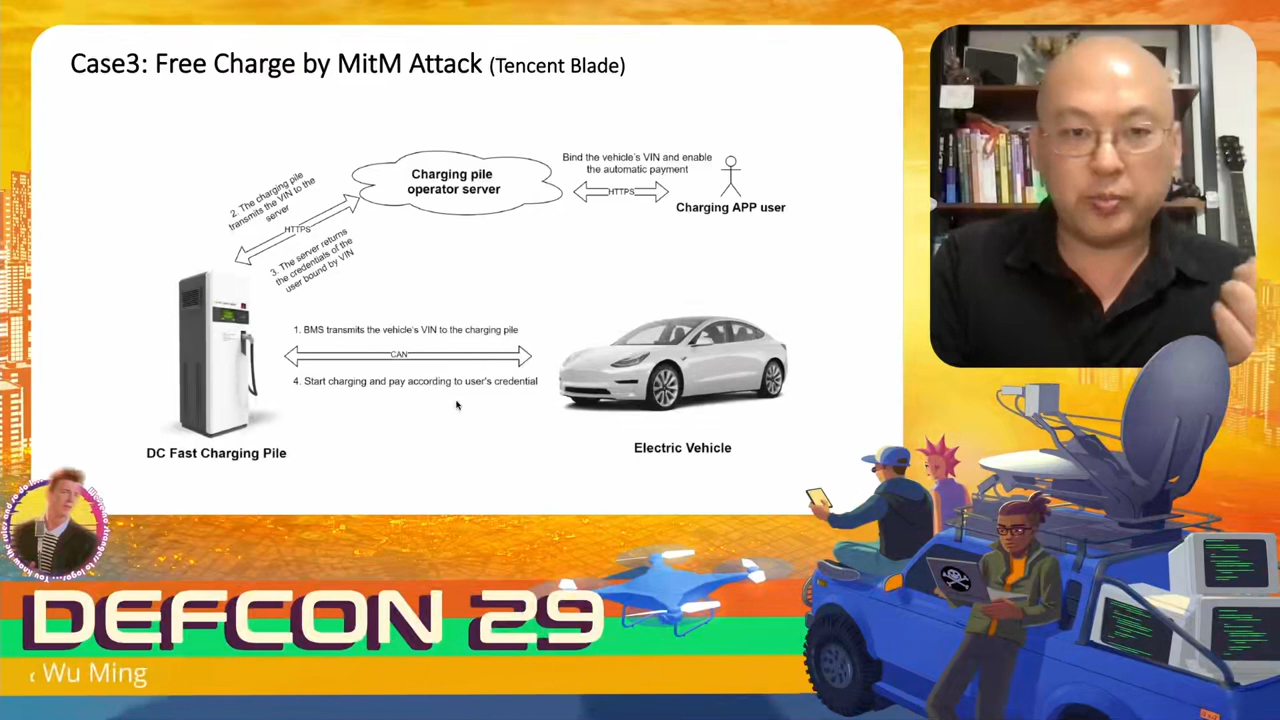 Case3: Free Charge by MitM Attack (Tencent Blade)
Charging pile
operator server
Bind the vehicle's VIN and enable
the automatic payment
HTTPS
Charging APP user
2. The charging pile
transmits the VIN to the
server
HTTPS
3. The server returns
the credentials of the
user bound by VIN
1. BMS transmits the vehicle's VIN to the charging pile
CAN
4. Start charging and pay according to user's credential
DC Fast Charging Pile
Electric Vehicle
DEFCON 29
Wu Ming